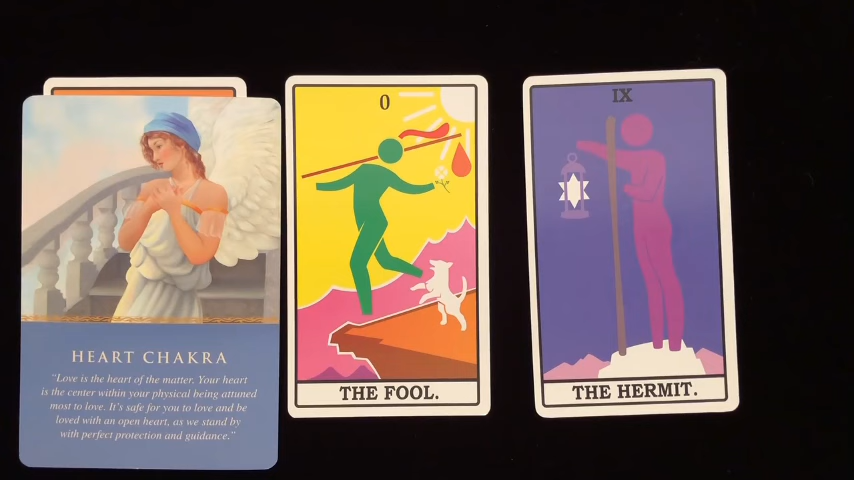 HEART CHAKRA
"Love is the heart of the matter. Your heart
is the center within your physical being attuned
most to love. It's safe for you to love and be
loved with an open heart, as we stand by
with perfect protection and guidance."
0
THE FOOL.
IX
THE HERMIT.